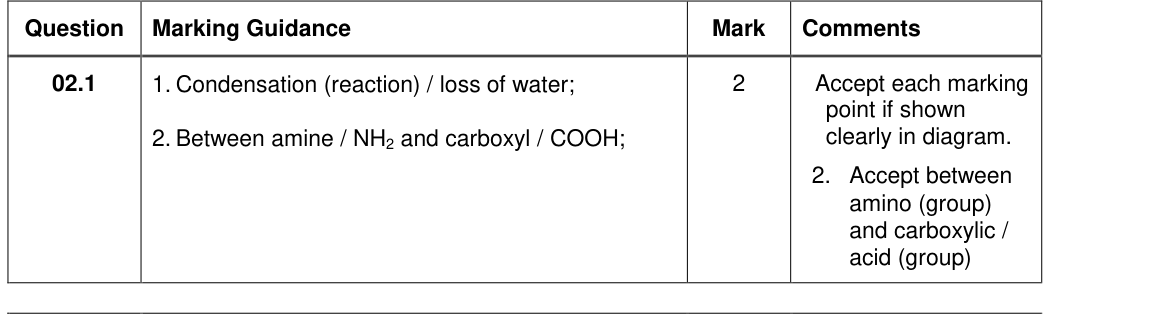 Question Marking Guidance Mark Comments
02.1 1. Condensation (reaction) / loss of water; 2 Accept each marking
point if shown
clearly in diagram.
2. Between amine / NH₂ and carboxyl / COOH;
2. Accept between
amino (group)
and carboxylic /
acid (group)